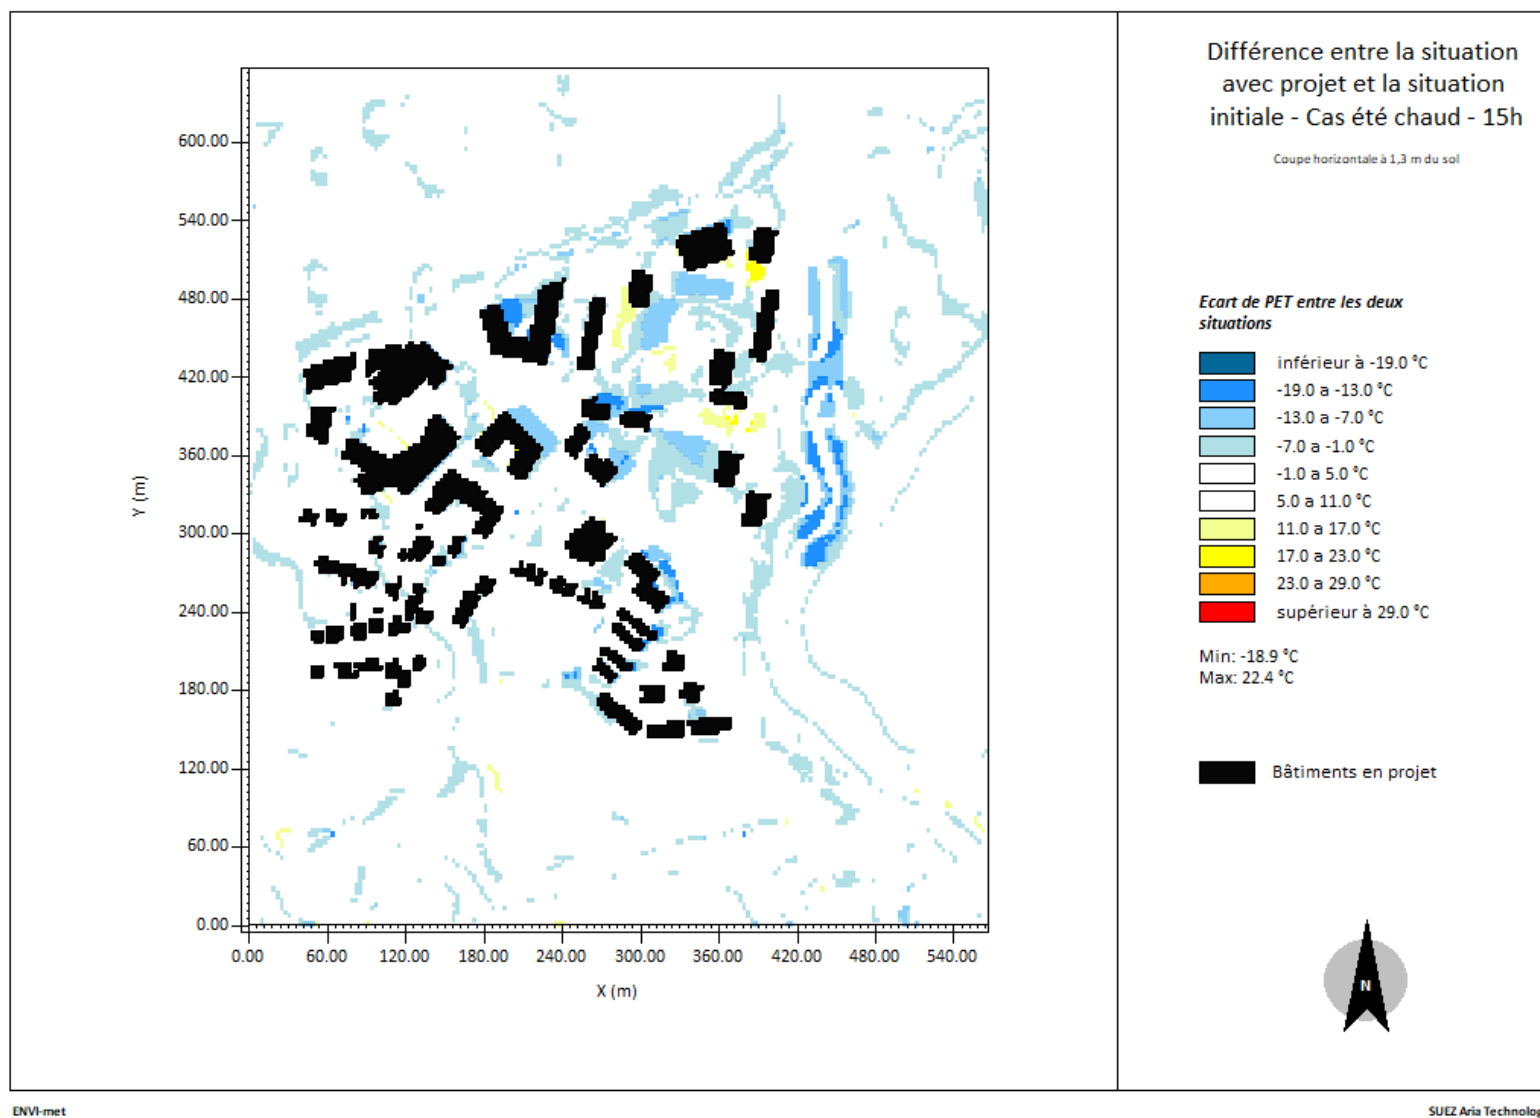 Différence entre la situation
avec projet et la situation
initiale - Cas été chaud - 15h
Coupe horizontale à 1,3 m du sol
600.00
540.00
480.00
420.00
360.00
300.00
240.00
180.00
120.00
60.00
0.00
Y (m)
0.00 60.00 120.00 180.00 240.00 300.00 360.00 420.00 480.00 540.00
X (m)
Ecart de PET entre les deux
situations
inférieur à -19.0 °C
-19.0 a -13.0 °C
-13.0 a -7.0 °C
-7.0 a -1.0 °C
-1.0 a 5.0 °C
5.0 a 11.0 °C
11.0 a 17.0 °C
17.0 a 23.0 °C
23.0 a 29.0 °C
supérieur à 29.0 °C
Min: -18.9 °C
Max: 22.4 °C
Bâtiments en projet
N
ENVI-met
SUEZ Aria Technolo